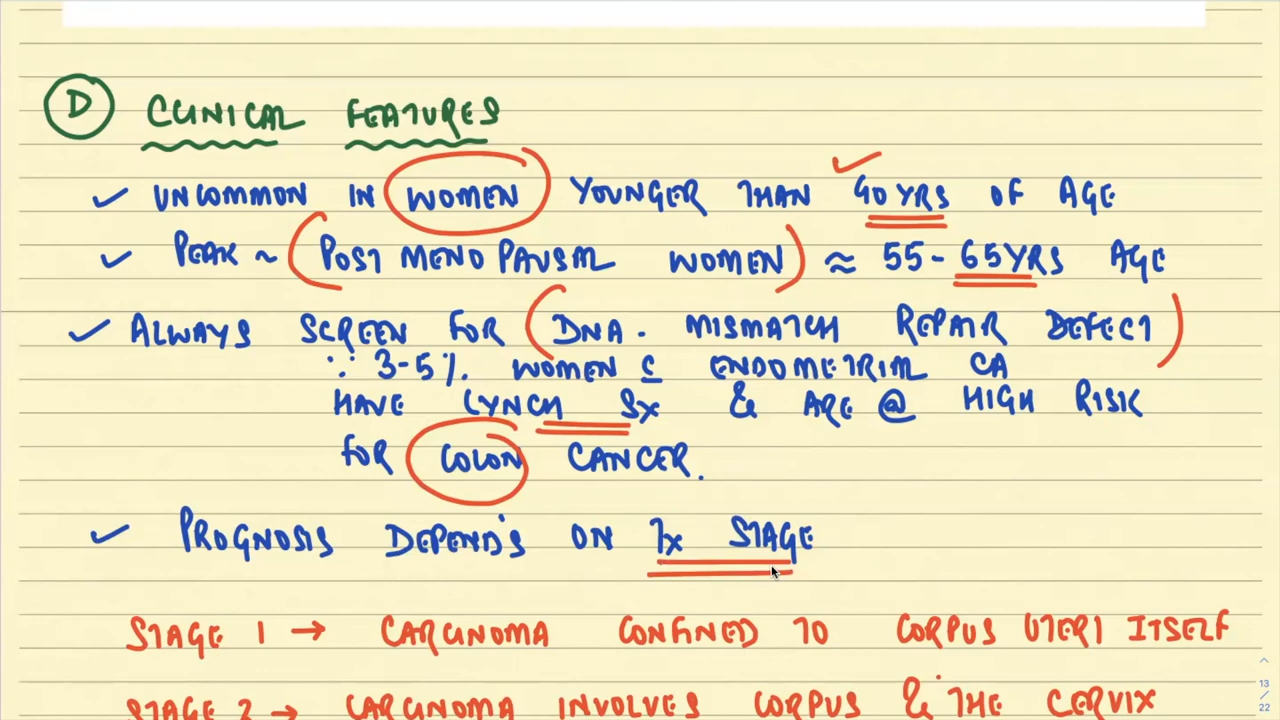 D CLINICAL FEATURES
✓ UNCOMMON IN WOMEN YOUNGER THAN 40 YRS OF AGE
✓ PEAK ~ (POST MENOPAUSAL WOMEN) ≈ 55-65YRS AGE
✓ ALWAYS SCREEN FOR (DNA - MISMATCH REPAIR DEFECT)
∵ 3-5% WOMEN c̄ ENDOMETRIAL CA
HAVE LYNCH Sx & ARE @ HIGH RISK
FOR COLON CANCER.
✓ PROGNOSIS DEPENDS ON Tx STAGE
STAGE 1 → CARCINOMA CONFINED TO CORPUS UTERI ITSELF
STAGE 2 → CARCINOMA INVOLVES CORPUS & THE CERVIX
13
/
22